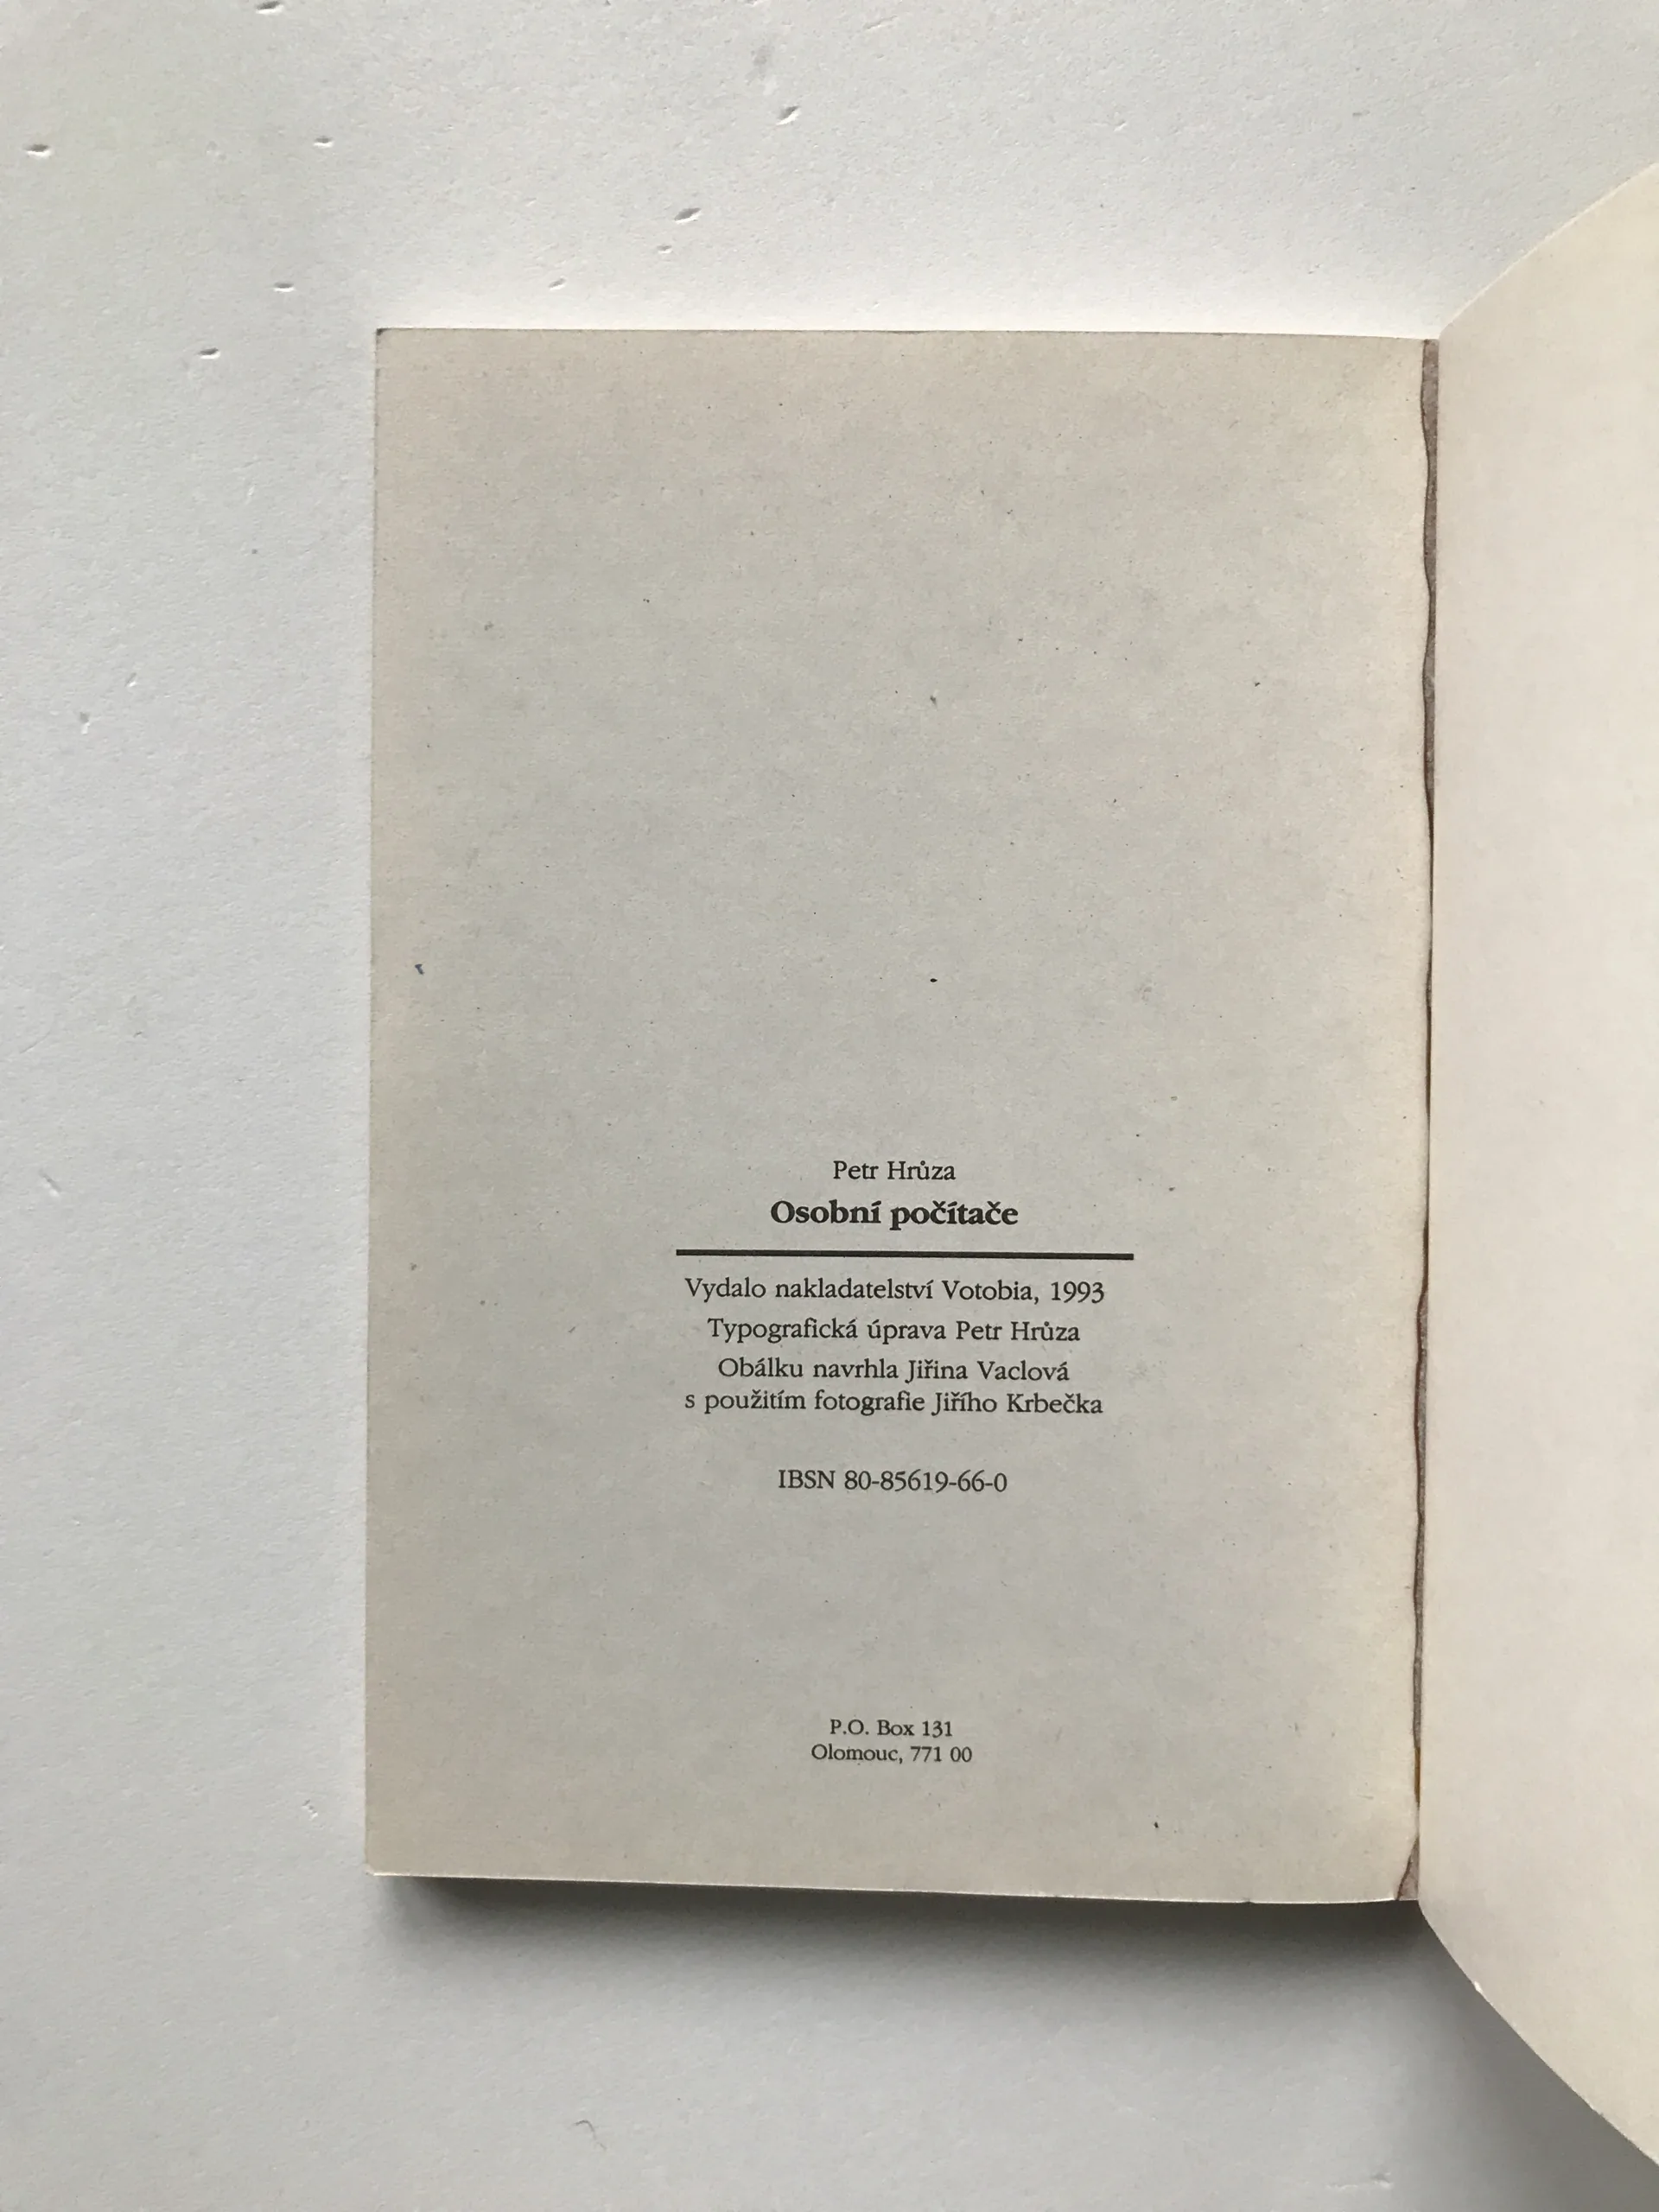 Petr Hrůza
Osobní počítače
Vydalo nakladatelství Votobia, 1993
Typografická úprava Petr Hrůza
Obálku navrhla Jiřina Vaclová
s použitím fotografie Jiřího Krbečka
IBSN 80-85619-66-0
P.O. Box 131
Olomouc, 771 00